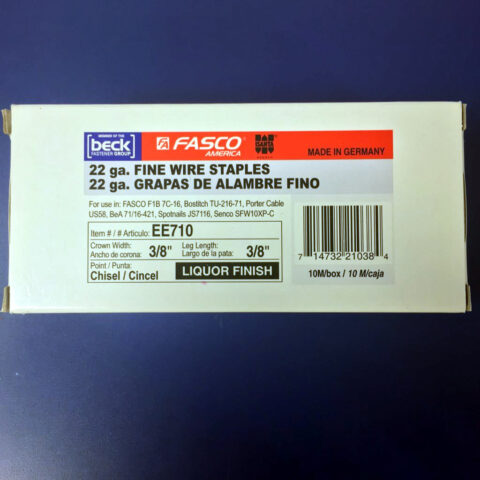 MEMBER OF THE
beck
FASTENER GROUP
FASCO
AMERICA
ISANTA
MEMBER
MADE IN GERMANY
22 ga. FINE WIRE STAPLES
22 ga. GRAPAS DE ALAMBRE FINO
For use in: FASCO F1B 7C-16, Bostitch TU-216-71, Porter Cable
US58, BeA 71/16-421, Spotnails JS7116, Senco SFW10XP-C
Item # / # Articulo: EE710
Crown Width: 3/8" Leg Length: 3/8"
Ancho de corona: Largo de la pata:
Point / Punta:
Chisel / Cincel LIQUOR FINISH
7 14732 21038 4
10M/box / 10 M/caja